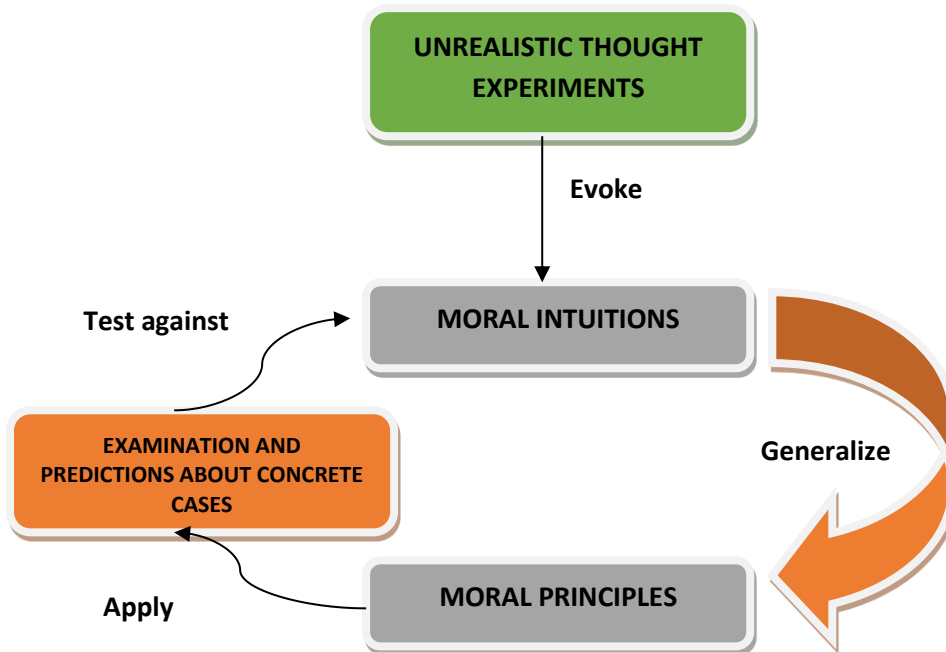 UNREALISTIC THOUGHT
EXPERIMENTS
Evoke
MORAL INTUITIONS
Test against
Generalize
EXAMINATION AND
PREDICTIONS ABOUT CONCRETE
CASES
MORAL PRINCIPLES
Apply